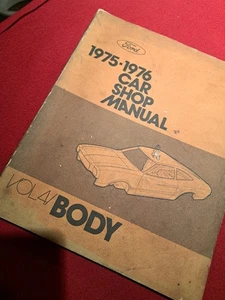 Ford
1975-1976
CAR
SHOP
MANUAL
VOL 4/BODY